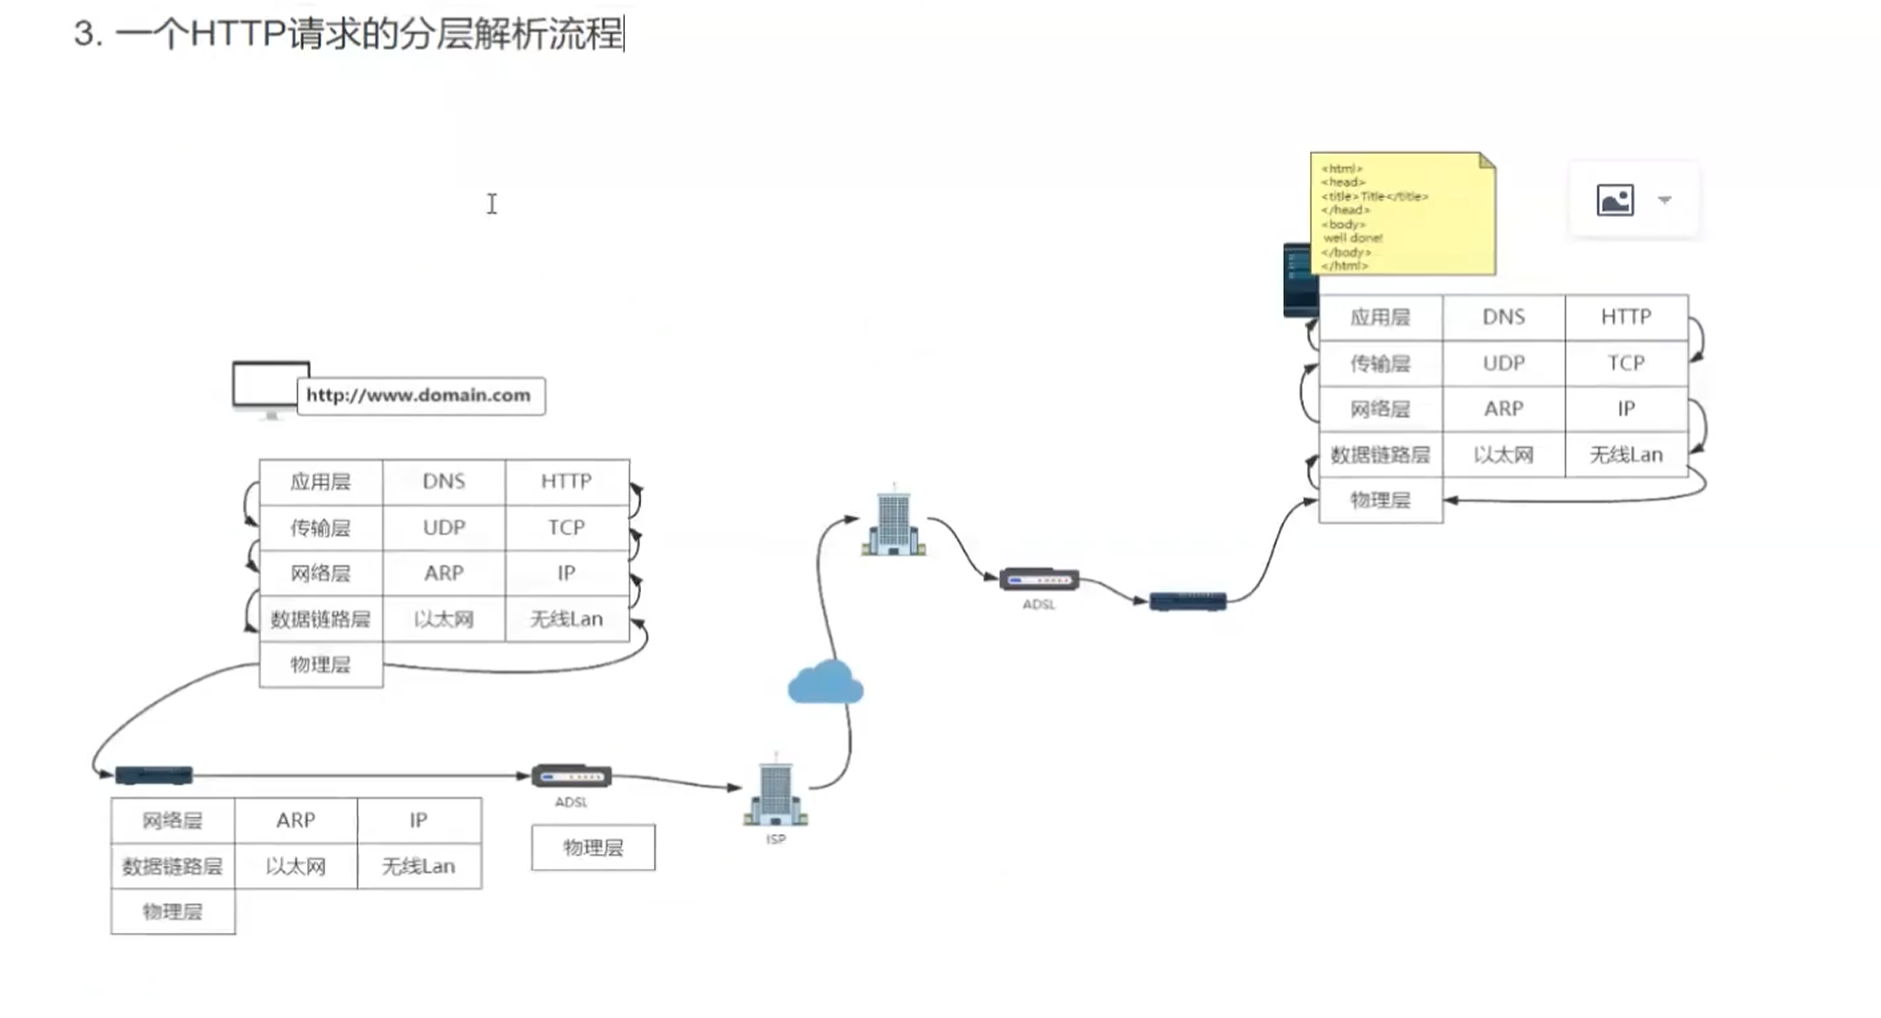 3. 一个HTTP请求的分层解析流程
<html>
<head>
<title>Title</title>
</head>
<body>
well done!
</body>
</html>
应用层 DNS HTTP
传输层 UDP TCP
网络层 ARP IP
数据链路层 以太网 无线Lan
物理层
http://www.domain.com
应用层 DNS HTTP
传输层 UDP TCP
网络层 ARP IP
数据链路层 以太网 无线Lan
物理层
ADSL
ADSL
ISP
网络层 ARP IP
数据链路层 以太网 无线Lan
物理层
物理层